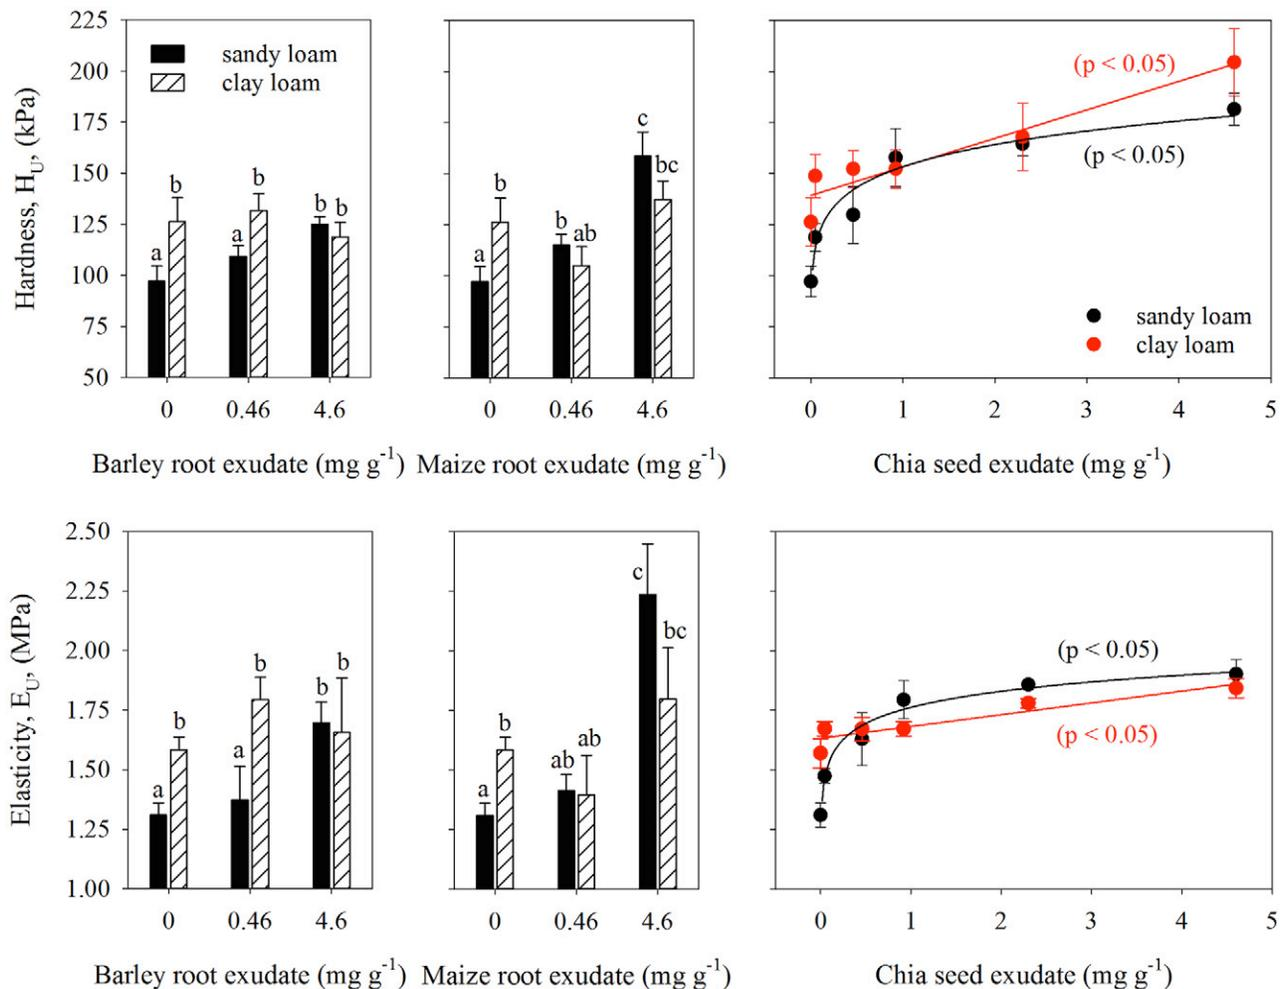 Hardness, H_U, (kPa)
225
200
175
150
125
100
75
50
sandy loam
clay loam
a
b
a
b
b
b
0
0.46
4.6
Barley root exudate (mg g⁻¹)
a
b
b
ab
c
bc
0
0.46
4.6
Maize root exudate (mg g⁻¹)
(p < 0.05)
(p < 0.05)
sandy loam
clay loam
0
1
2
3
4
5
Chia seed exudate (mg g⁻¹)
Elasticity, E_U, (MPa)
2.50
2.25
2.00
1.75
1.50
1.25
1.00
a
b
a
b
b
b
0
0.46
4.6
Barley root exudate (mg g⁻¹)
a
b
ab
ab
c
bc
0
0.46
4.6
Maize root exudate (mg g⁻¹)
(p < 0.05)
(p < 0.05)
0
1
2
3
4
5
Chia seed exudate (mg g⁻¹)